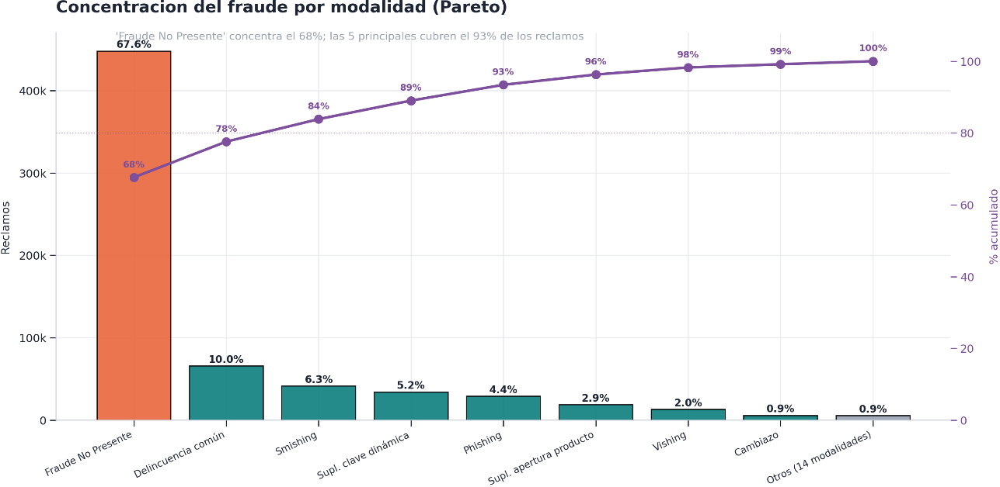 Concentracion del fraude por modalidad (Pareto)
'Fraude No Presente' concentra el 68%; las 5 principales cubren el 93% de los reclamos
Reclamos
400k
300k
200k
100k
0
67.6%
10.0%
6.3%
5.2%
4.4%
2.9%
2.0%
0.9%
0.9%
68%
78%
84%
89%
93%
96%
98%
99%
100%
100
80
60
40
20
0
% acumulado
Fraude No Presente
Delincuencia común
Smishing
Supl. clave dinámica
Phishing
Supl. apertura producto
Vishing
Cambiazo
Otros (14 modalidades)